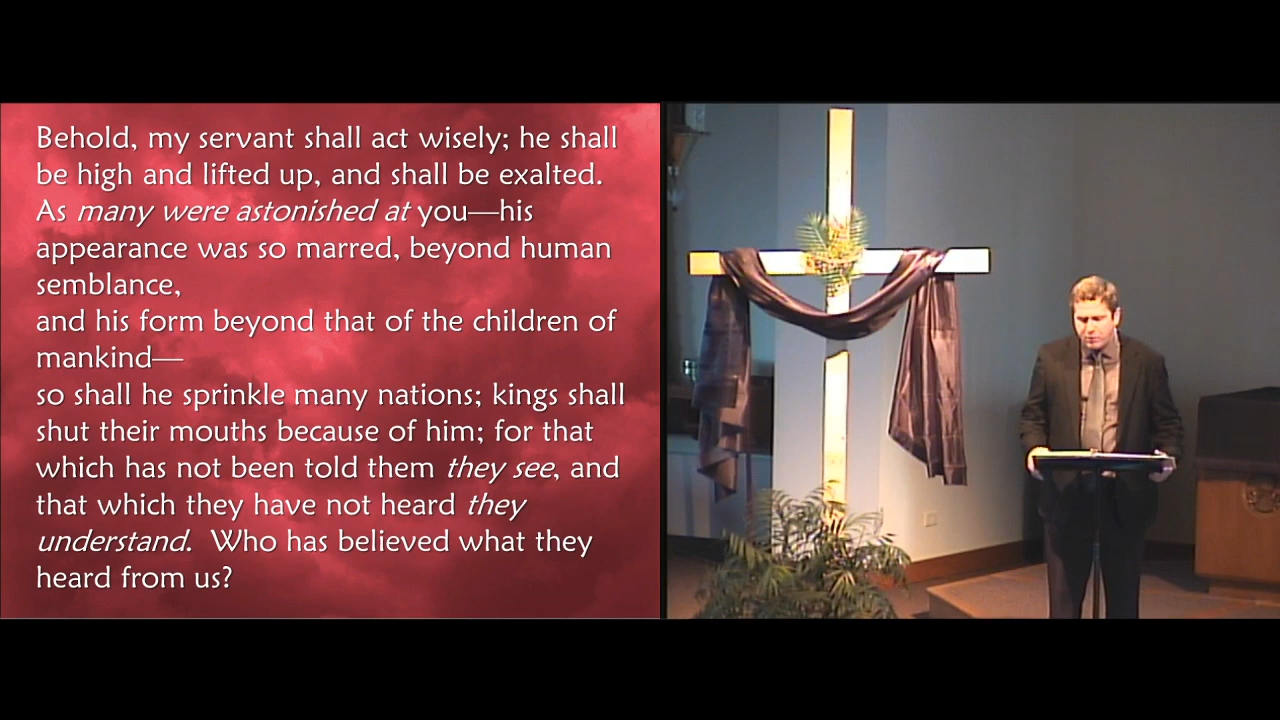 Behold, my servant shall act wisely; he shall
be high and lifted up, and shall be exalted.
As many were astonished at you—his
appearance was so marred, beyond human
semblance,
and his form beyond that of the children of
mankind—
so shall he sprinkle many nations; kings shall
shut their mouths because of him; for that
which has not been told them they see, and
that which they have not heard they
understand.  Who has believed what they
heard from us?